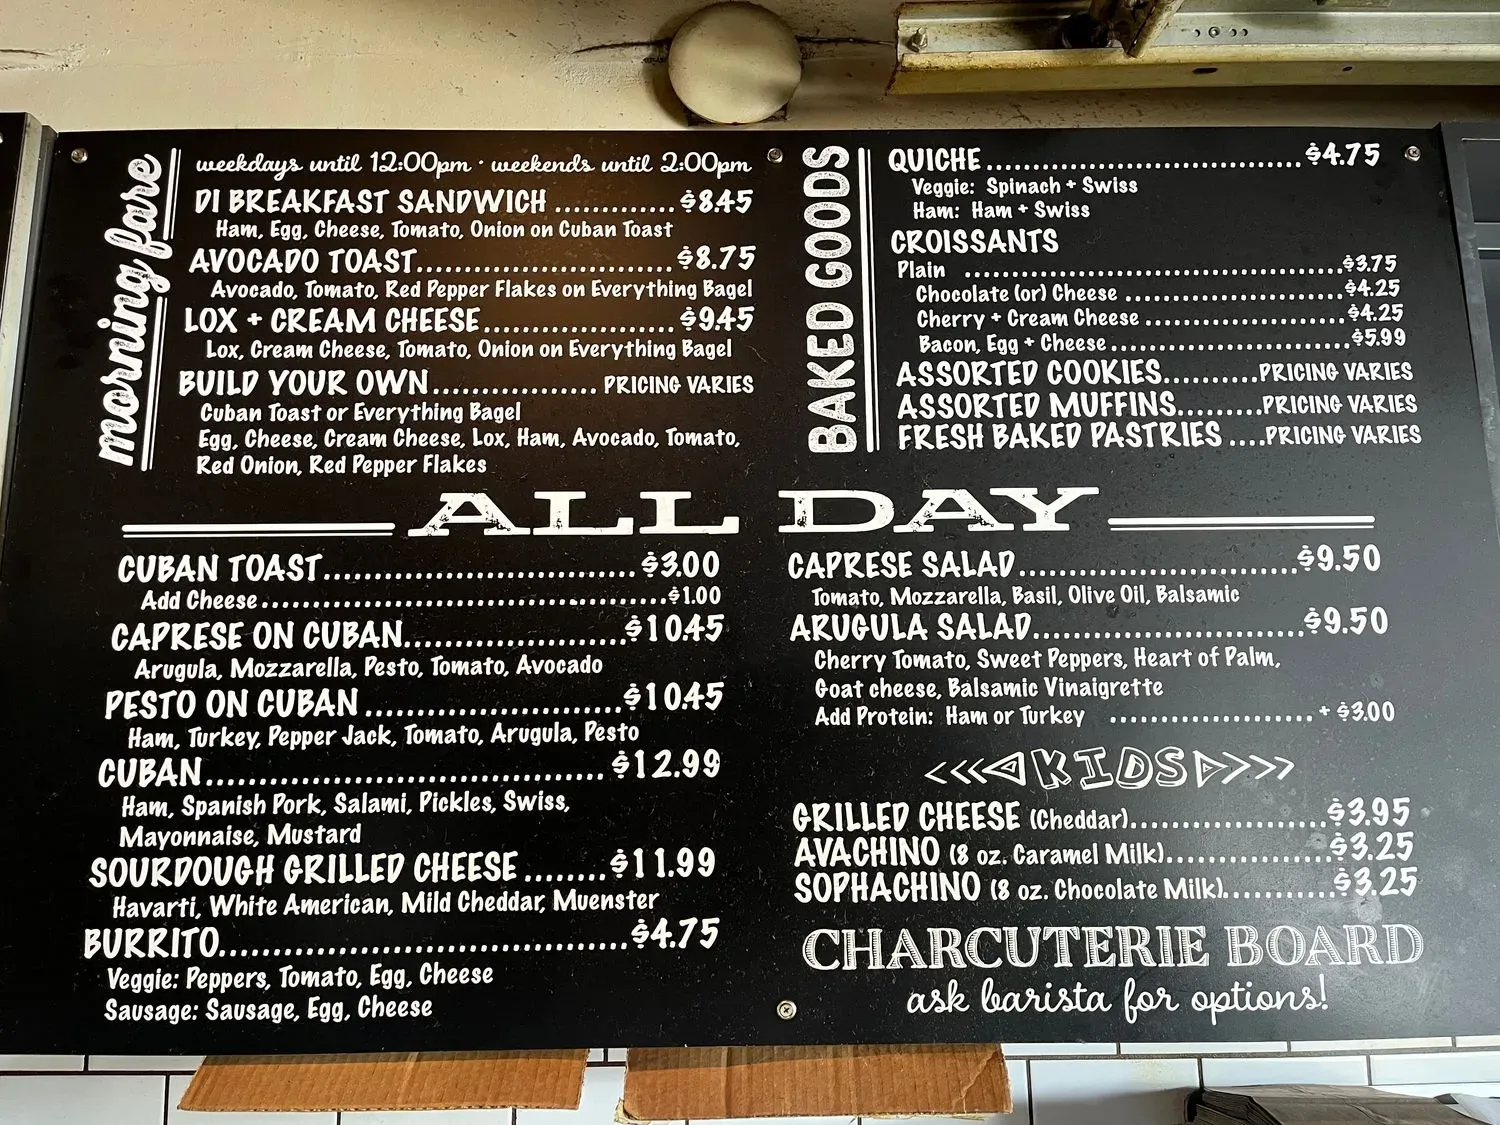 morning fare
weekdays until 12:00pm · weekends until 2:00pm
DI BREAKFAST SANDWICH ............. $8.45
Ham, Egg, Cheese, Tomato, Onion on Cuban Toast
AVOCADO TOAST............................ $8.75
Avocado, Tomato, Red Pepper Flakes on Everything Bagel
LOX + CREAM CHEESE.................... $9.45
Lox, Cream Cheese, Tomato, Onion on Everything Bagel
BUILD YOUR OWN................. PRICING VARIES
Cuban Toast or Everything Bagel
Egg, Cheese, Cream Cheese, Lox, Ham, Avocado, Tomato,
Red Onion, Red Pepper Flakes
BAKED GOODS
QUICHE.................................. $4.75
Veggie: Spinach + Swiss
Ham: Ham + Swiss
CROISSANTS
Plain ........................................ $3.75
Chocolate (or) Cheese ....................... $4.25
Cherry + Cream Cheese ..................... $4.25
Bacon, Egg + Cheese .......................... $5.99
ASSORTED COOKIES..........PRICING VARIES
ASSORTED MUFFINS.........PRICING VARIES
FRESH BAKED PASTRIES ....PRICING VARIES
ALL DAY
CUBAN TOAST.................................. $3.00
Add Cheese............................................. $1.00
CAPRESE ON CUBAN........................ $10.45
Arugula, Mozzarella, Pesto, Tomato, Avocado
PESTO ON CUBAN ........................... $10.45
Ham, Turkey, Pepper Jack, Tomato, Arugula, Pesto
CUBAN........................................... $12.99
Ham, Spanish Pork, Salami, Pickles, Swiss,
Mayonnaise, Mustard
SOURDOUGH GRILLED CHEESE ........ $11.99
Havarti, White American, Mild Cheddar, Muenster
BURRITO............................................ $4.75
Veggie: Peppers, Tomato, Egg, Cheese
Sausage: Sausage, Egg, Cheese
CAPRESE SALAD.............................. $9.50
Tomato, Mozzarella, Basil, Olive Oil, Balsamic
ARUGULA SALAD............................. $9.50
Cherry Tomato, Sweet Peppers, Heart of Palm,
Goat cheese, Balsamic Vinaigrette
Add Protein: Ham or Turkey ...................... + $3.00
KIDS
GRILLED CHEESE (Cheddar).................... $3.95
AVACHINO (8 oz. Caramel Milk)................. $3.25
SOPHACHINO (8 oz. Chocolate Milk)............ $3.25
CHARCUTERIE BOARD
ask barista for options!